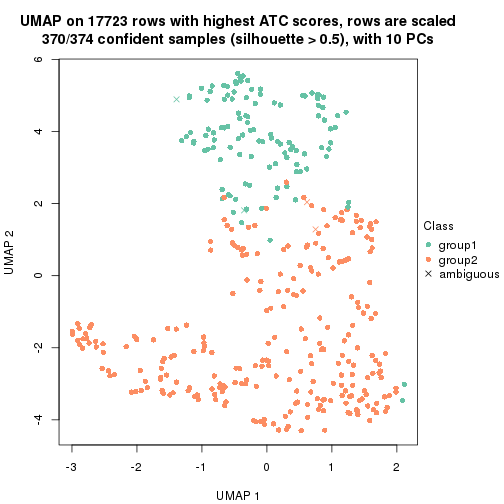 UMAP on 17723 rows with highest ATC scores, rows are scaled
370/374 confident samples (silhouette > 0.5), with 10 PCs
6
4
2
0
-2
-4
UMAP 2
-3
-2
-1
0
1
2
UMAP 1
Class
group1
group2
ambiguous